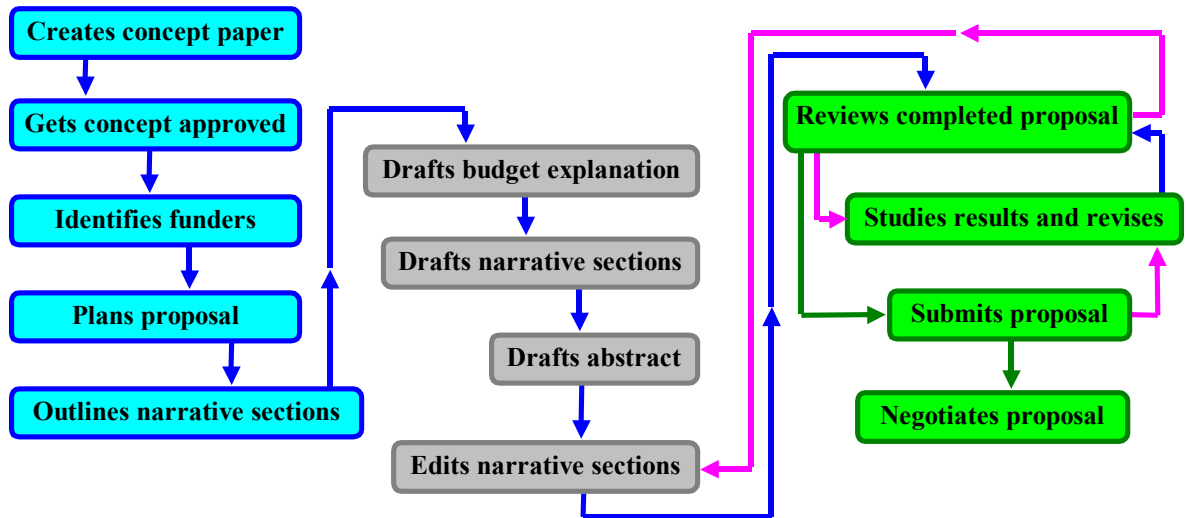 Creates concept paper
Gets concept approved
Identifies funders
Plans proposal
Outlines narrative sections
Drafts budget explanation
Drafts narrative sections
Drafts abstract
Edits narrative sections
Reviews completed proposal
Studies results and revises
Submits proposal
Negotiates proposal